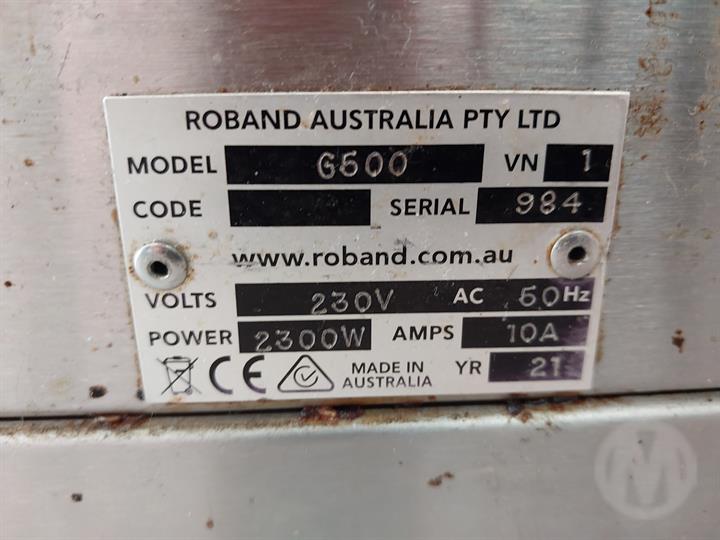 ROBAND AUSTRALIA PTY LTD
MODEL G500 VN 1
CODE SERIAL 984
www.roband.com.au
VOLTS 230V AC 50Hz
POWER 2300W AMPS 10A
CE MADE IN AUSTRALIA YR 21
M